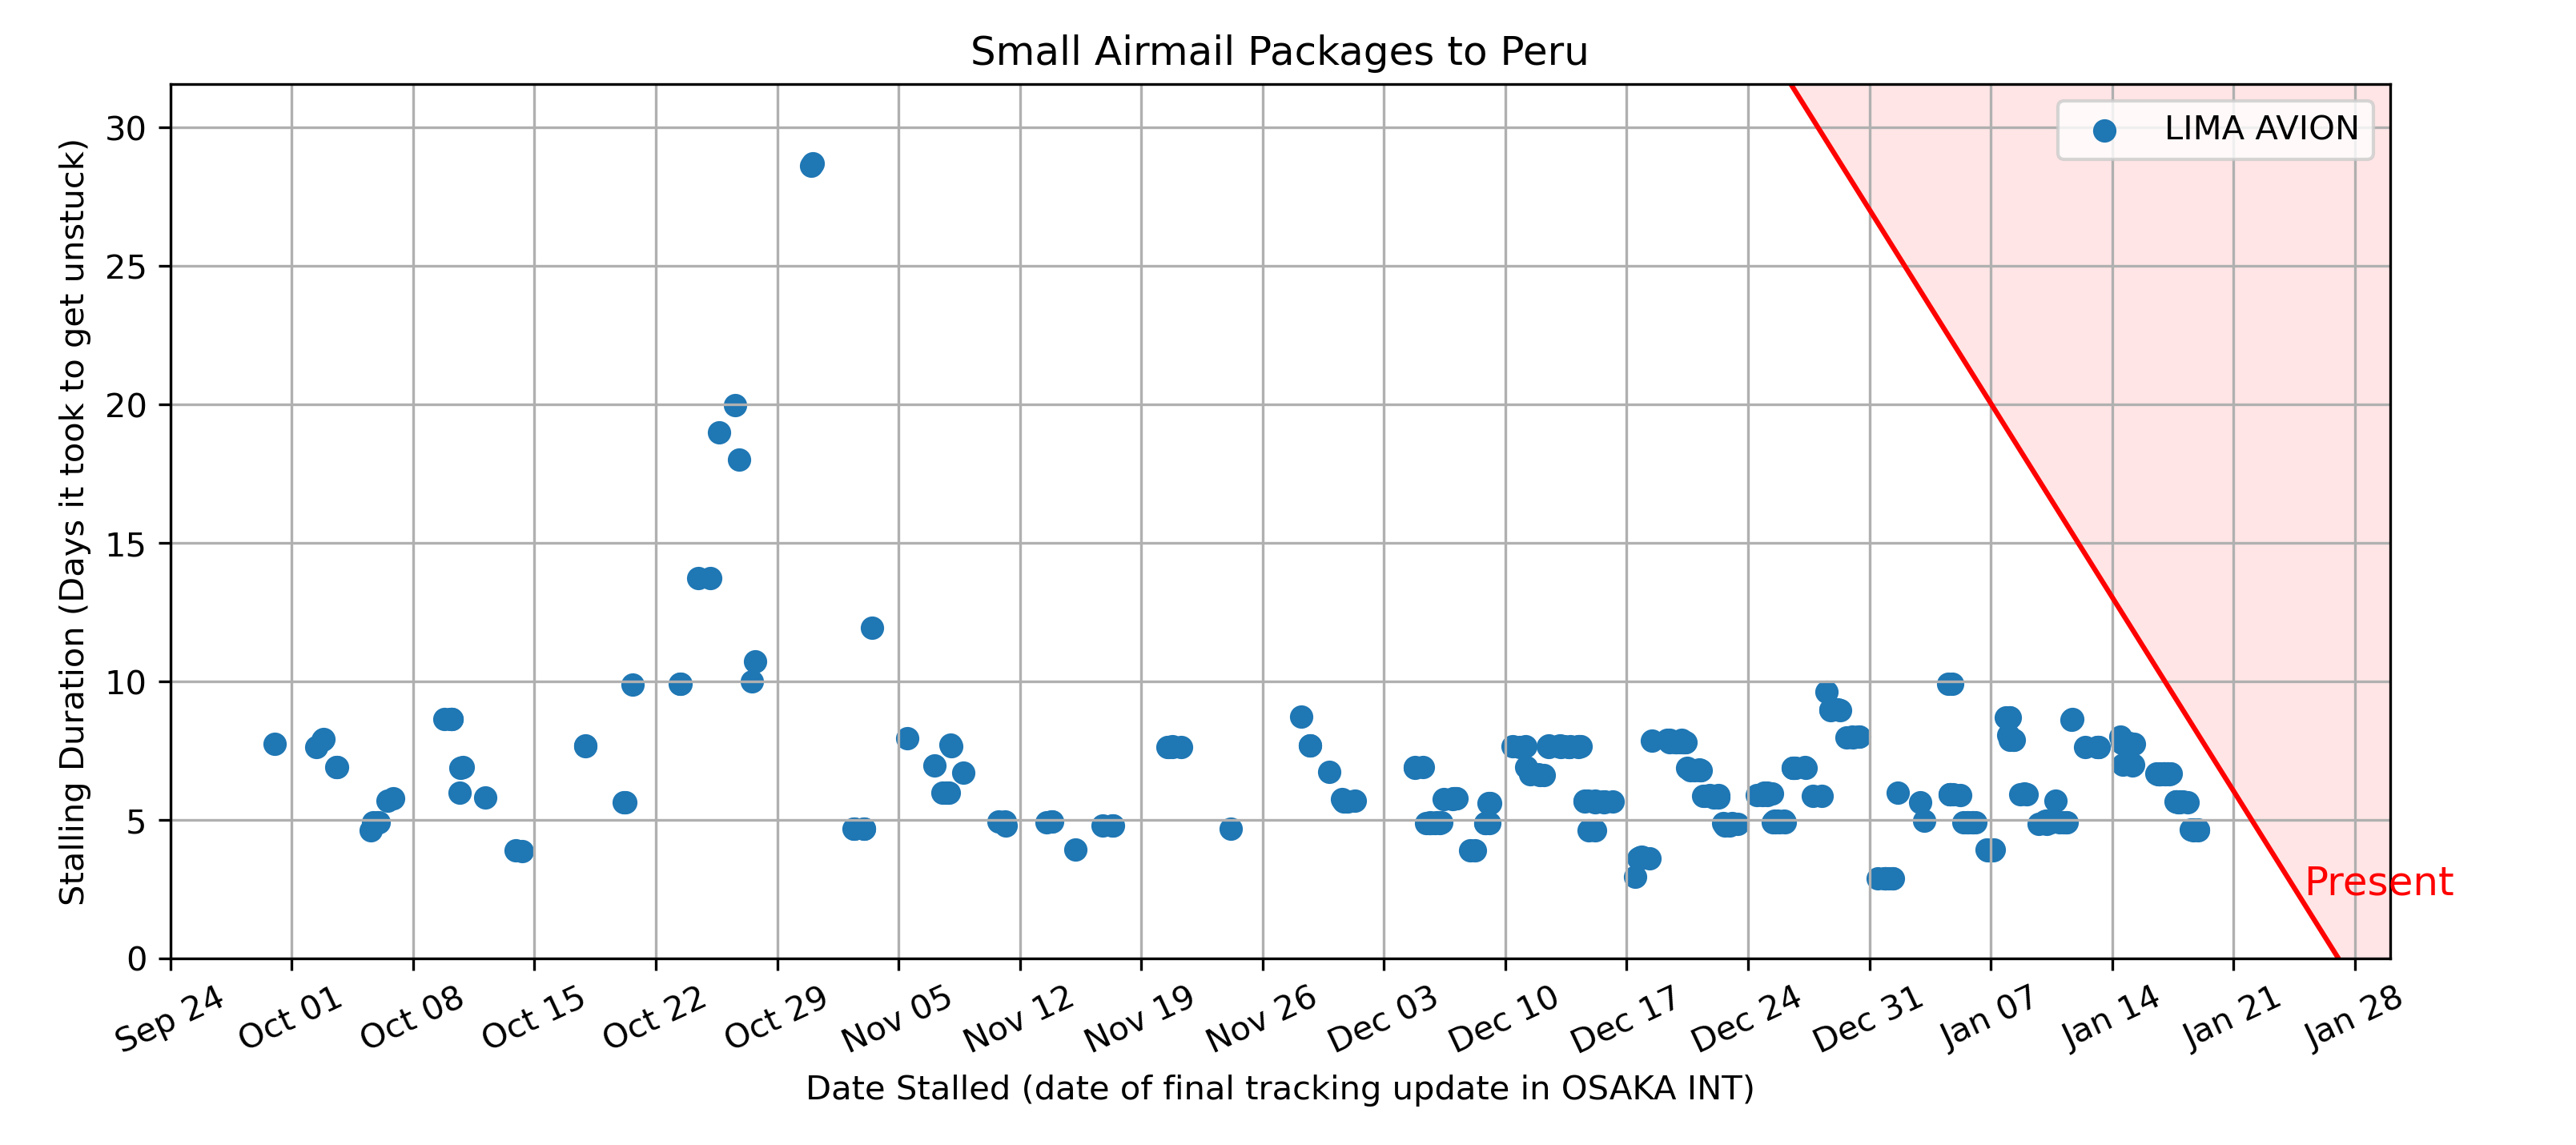 Small Airmail Packages to Peru
LIMA AVION
Stalling Duration (Days it took to get unstuck)
30
25
20
15
10
5
0
Present
Sep 24 Oct 01 Oct 08 Oct 15 Oct 22 Oct 29 Nov 05 Nov 12 Nov 19 Nov 26 Dec 03 Dec 10 Dec 17 Dec 24 Dec 31 Jan 07 Jan 14 Jan 21 Jan 28
Date Stalled (date of final tracking update in OSAKA INT)